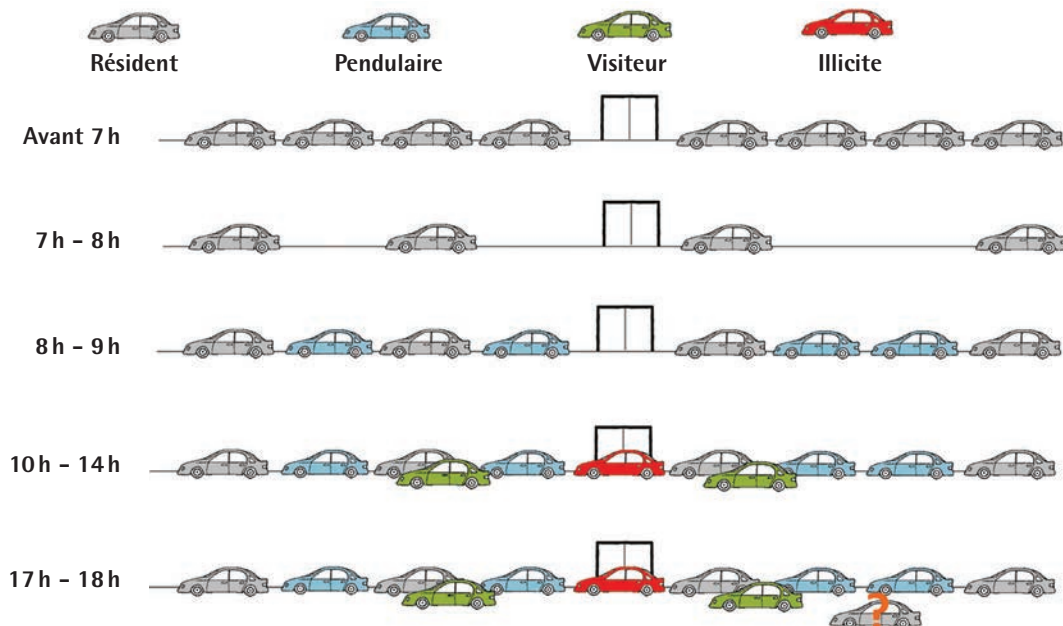 Résident Pendulaire Visiteur Illicite
Avant 7 h
7 h – 8 h
8 h – 9 h
10 h – 14 h
17 h – 18 h
?